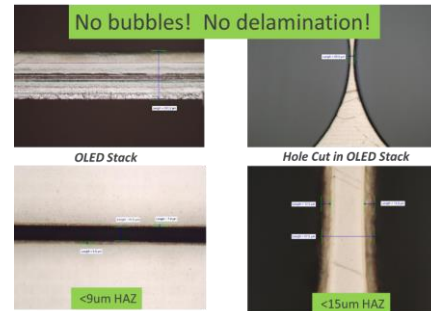 No bubbles! No delamination!
OLED Stack
Hole Cut in OLED Stack
<9um HAZ
<15um HAZ